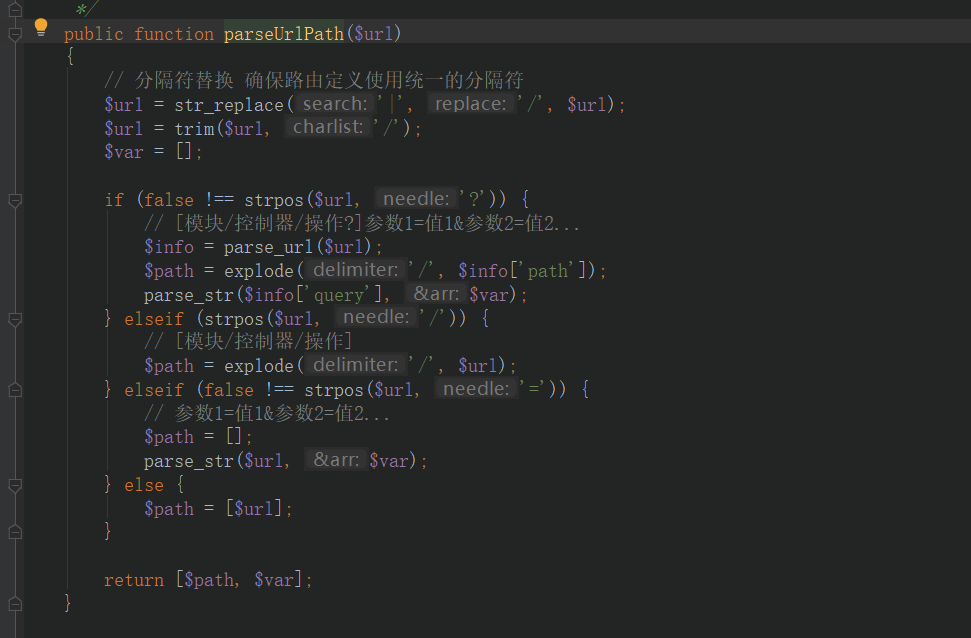 */
public function parseUrlPath($url)
{
// 分隔符替换 确保路由定义使用统一的分隔符
$url = str_replace( search: '|', replace: '/', $url);
$url = trim($url, charlist: '/');
$var = [];
if (false !== strpos($url, needle: '?')) {
// [模块/控制器/操作?]参数1=值1&参数2=值2...
$info = parse_url($url);
$path = explode( delimiter: '/', $info['path']);
parse_str($info['query'], &arr: $var);
} elseif (strpos($url, needle: '/')) {
// [模块/控制器/操作]
$path = explode( delimiter: '/', $url);
} elseif (false !== strpos($url, needle: '=')) {
// 参数1=值1&参数2=值2...
$path = [];
parse_str($url, &arr: $var);
} else {
$path = [$url];
}
return [$path, $var];
}